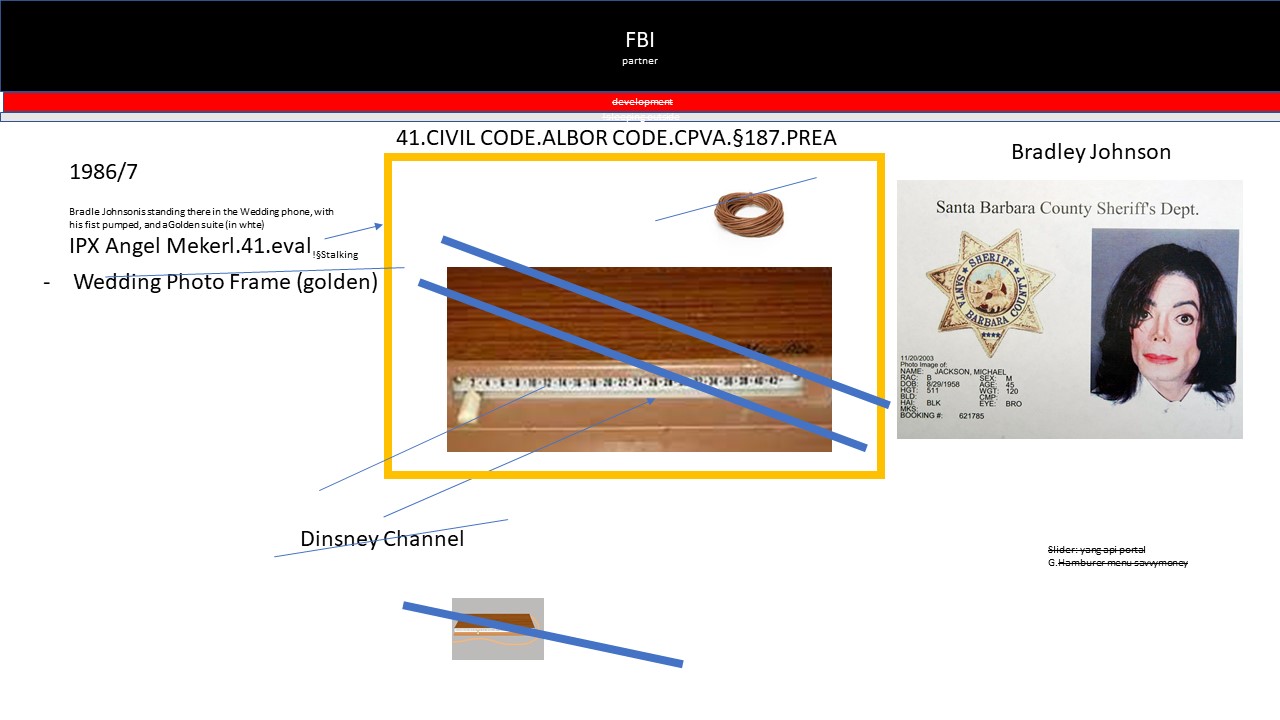 FBI
partner
development
41.CIVIL CODE.ALBOR CODE.CPVA.§187.PREA
1986/7
Bradle Johnsonis standing there in the Wedding phone, with
his fist pumped, and aGolden suite (in whte)
IPX Angel Mekerl.41.eval!§Stalking
- Wedding Photo Frame (golden)
Bradley Johnson
Santa Barbara County Sheriff's Dept.
SHERIFF
SANTA BARBARA COUNTY
11/20/2003
Photo Image of:
NAME: JACKSON, MICHAEL
RAC: B SEX: M
DOB: 8/29/1958 AGE: 45
HGT: 511 WGT: 120
BLD: CMP:
HAI: BLK EYE: BRO
MKS:
BOOKING #: 621785
Dinsney Channel
Slider: yang api portal
G.Hamburer menu savvymoney